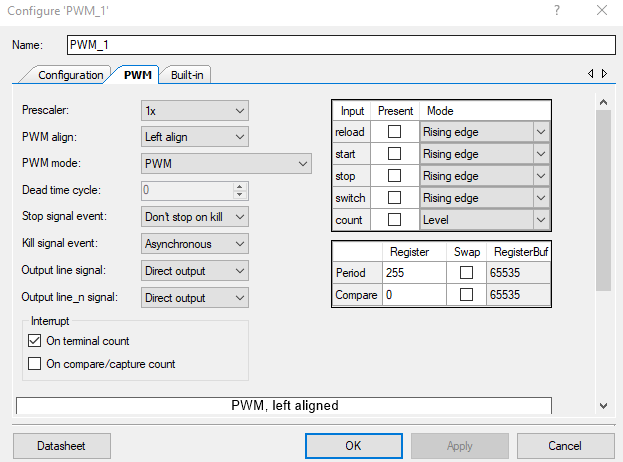 Configure 'PWM_1'
?
Name: PWM_1
Configuration PWM Built-in
Prescaler: 1x
PWM align: Left align
PWM mode: PWM
Dead time cycle: 0
Stop signal event: Don't stop on kill
Kill signal event: Asynchronous
Output line signal: Direct output
Output line_n signal: Direct output
Interrupt
On terminal count
On compare/capture count
Input Present Mode
reload Rising edge
start Rising edge
stop Rising edge
switch Rising edge
count Level
Register Swap RegisterBuf
Period 255 65535
Compare 0 65535
PWM, left aligned
Datasheet OK Apply Cancel